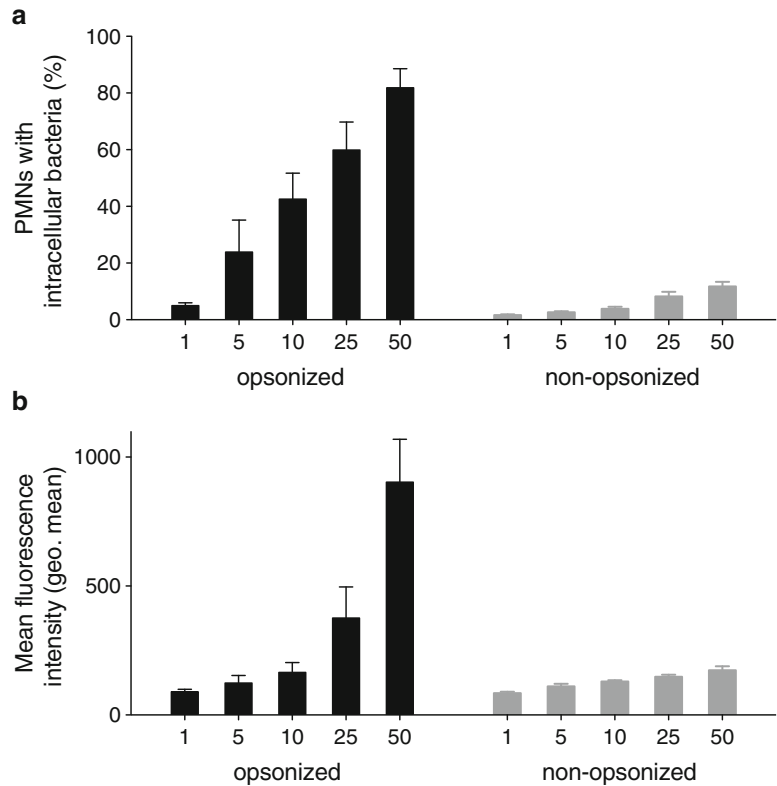 a
PMNs with
intracellular bacteria (%)
100
80
60
40
20
0
1 5 10 25 50 1 5 10 25 50
opsonized non-opsonized
b
Mean fluorescence
intensity (geo. mean)
1000
500
0
1 5 10 25 50 1 5 10 25 50
opsonized non-opsonized